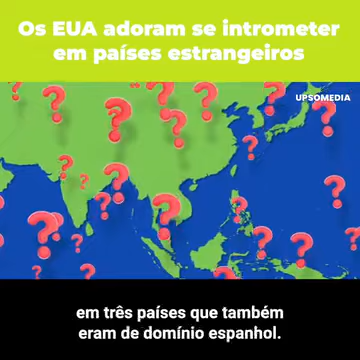 Os EUA adoram se intrometer
em países estrangeiros
UPSOMEDIA
em três países que também
eram de domínio espanhol.